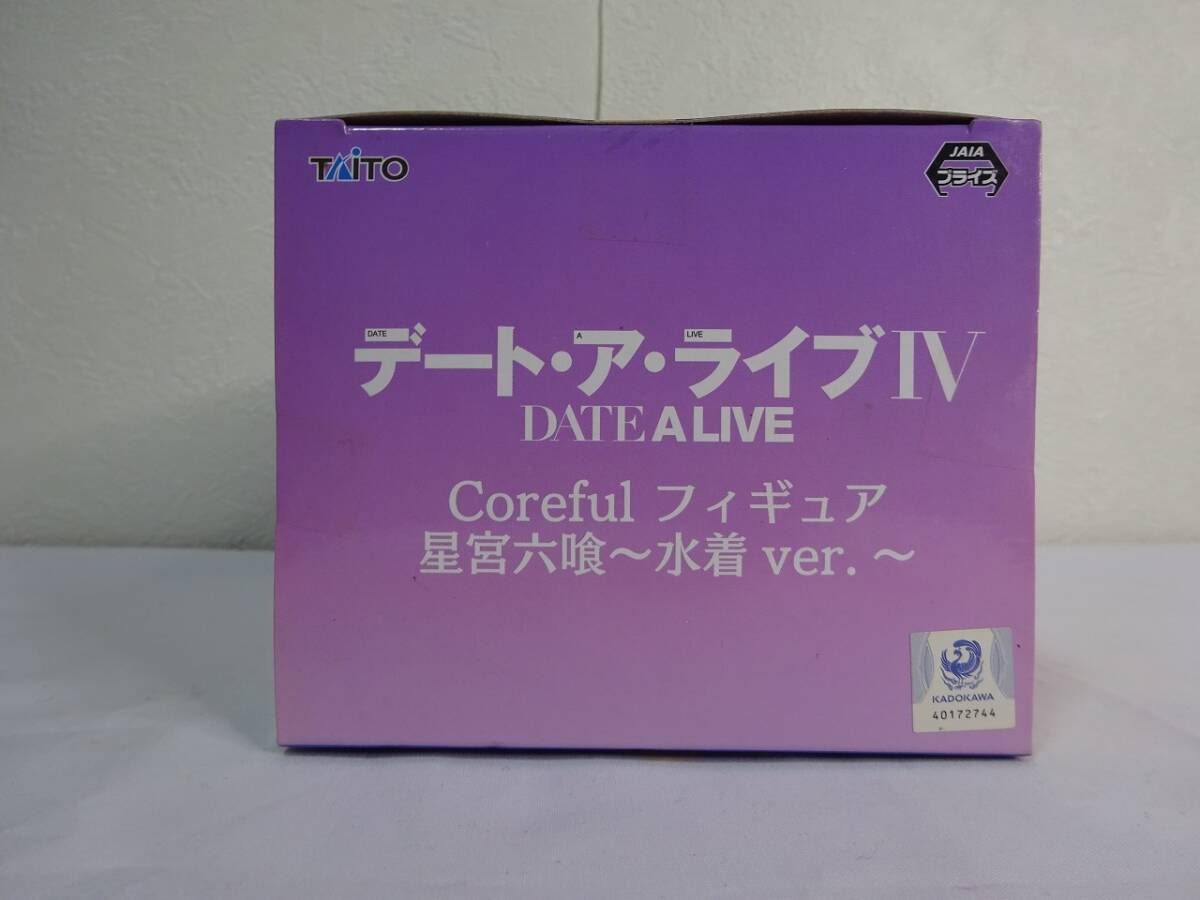 TAITO
JAIA
プライズ
DATE A LIVE
デート・ア・ライブIV
DATE A LIVE
Coreful フィギュア
星宮六喰～水着 ver. ～
KADOKAWA
40172744